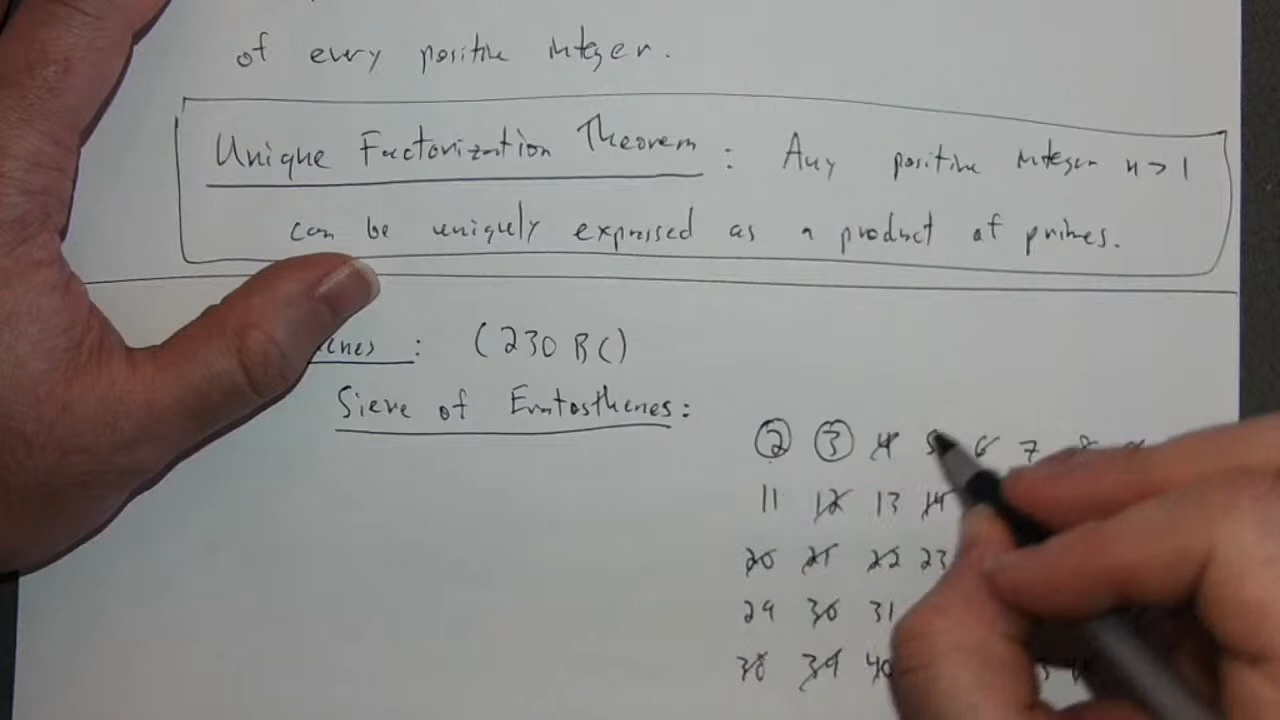 of every positive integer.
Unique Factorization Theorem : Any positive integer n > 1
can be uniquely expressed as a product of primes.
: (230 BC)
Sieve of Eratosthenes:
2 3 4 5 6 7 8
11 12 13 14
20 21 22 23
29 30 31
38 39 40